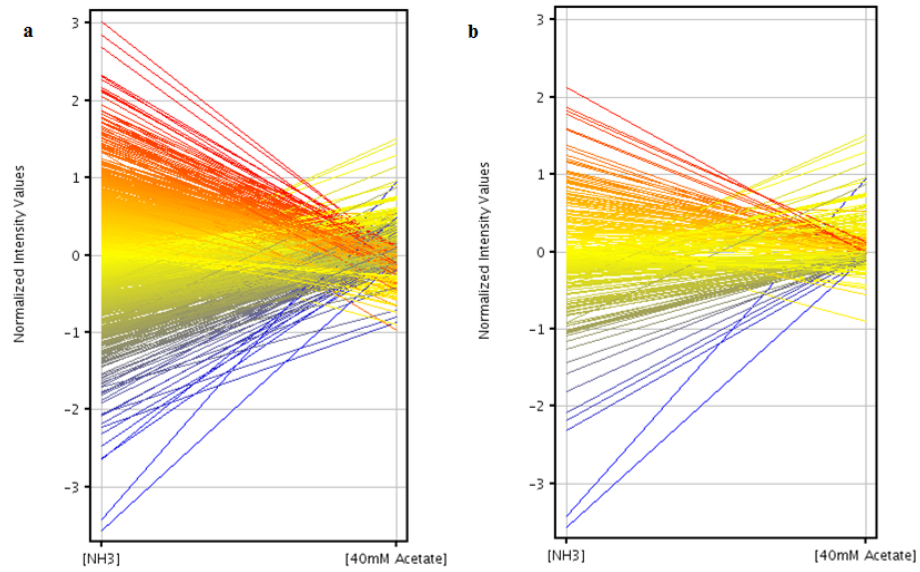 a
Normalized Intensity Values
3
2
1
0
-1
-2
-3
[NH3]
[40mM Acetate]
b
Normalized Intensity Values
3
2
1
0
-1
-2
-3
[NH3]
[40mM Acetate]